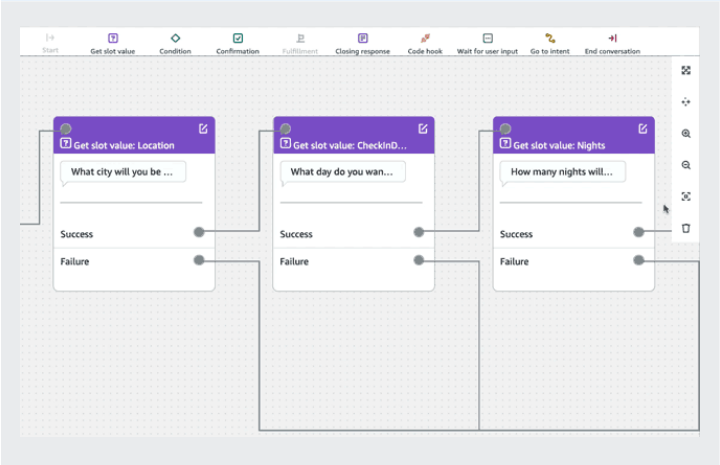 Start
Get slot value
Condition
Confirmation
Fulfillment
Closing response
Code hook
Wait for user input
Go to intent
End conversation
Get slot value: Location
What city will you be ...
Success
Failure
Get slot value: CheckInD...
What day do you wan...
Success
Failure
Get slot value: Nights
How many nights will...
Success
Failure